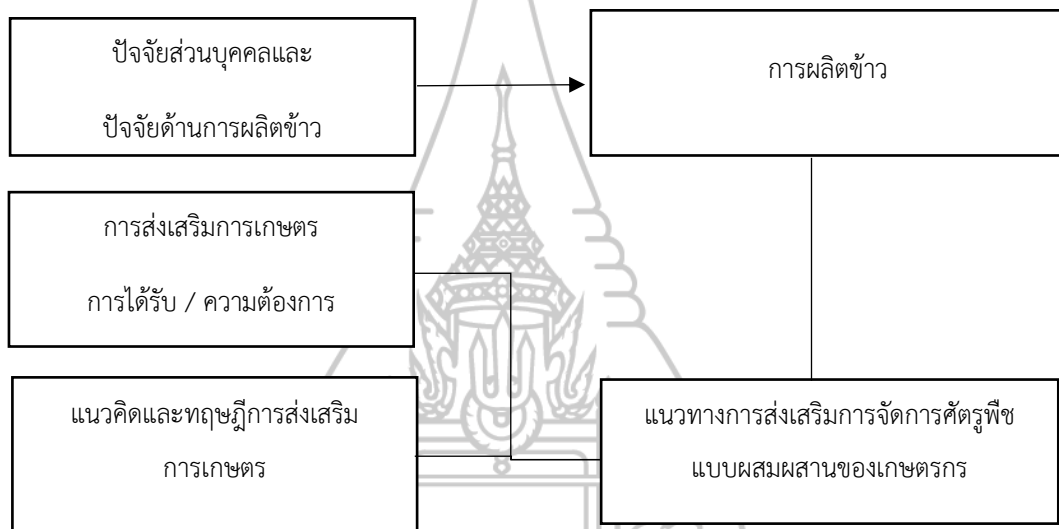 ปัจจัยส่วนบุคคลและ
ปัจจัยด้านการผลิตข้าว
การผลิตข้าว
การส่งเสริมการเกษตร
การได้รับ / ความต้องการ
แนวคิดและทฤษฎีการส่งเสริม
การเกษตร
แนวทางการส่งเสริมการจัดการศัตรูพืช
แบบผสมผสานของเกษตรกร